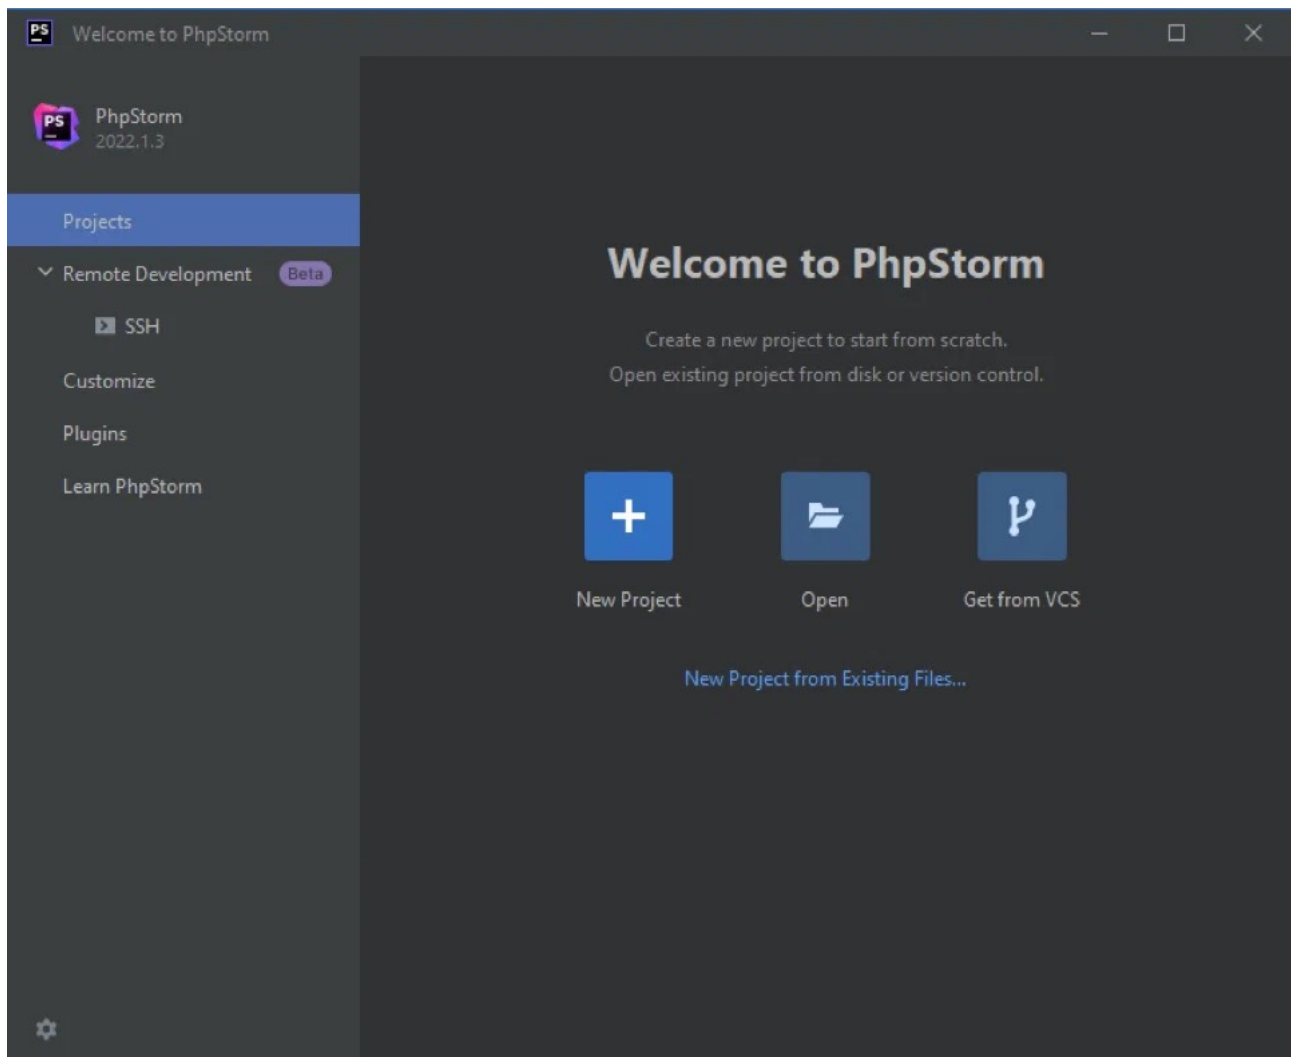 PS Welcome to PhpStorm
PS PhpStorm
2022.1.3
Projects
Remote Development Beta
SSH
Customize
Plugins
Learn PhpStorm
Welcome to PhpStorm
Create a new project to start from scratch.
Open existing project from disk or version control.
New Project Open Get from VCS
New Project from Existing Files...